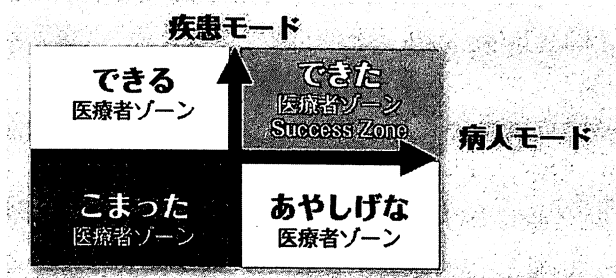 疾患モード
できる
医療者ゾーン
できた
医療者ゾーン
Success Zone
病人モード
こまった
医療者ゾーン
あやしげな
医療者ゾーン